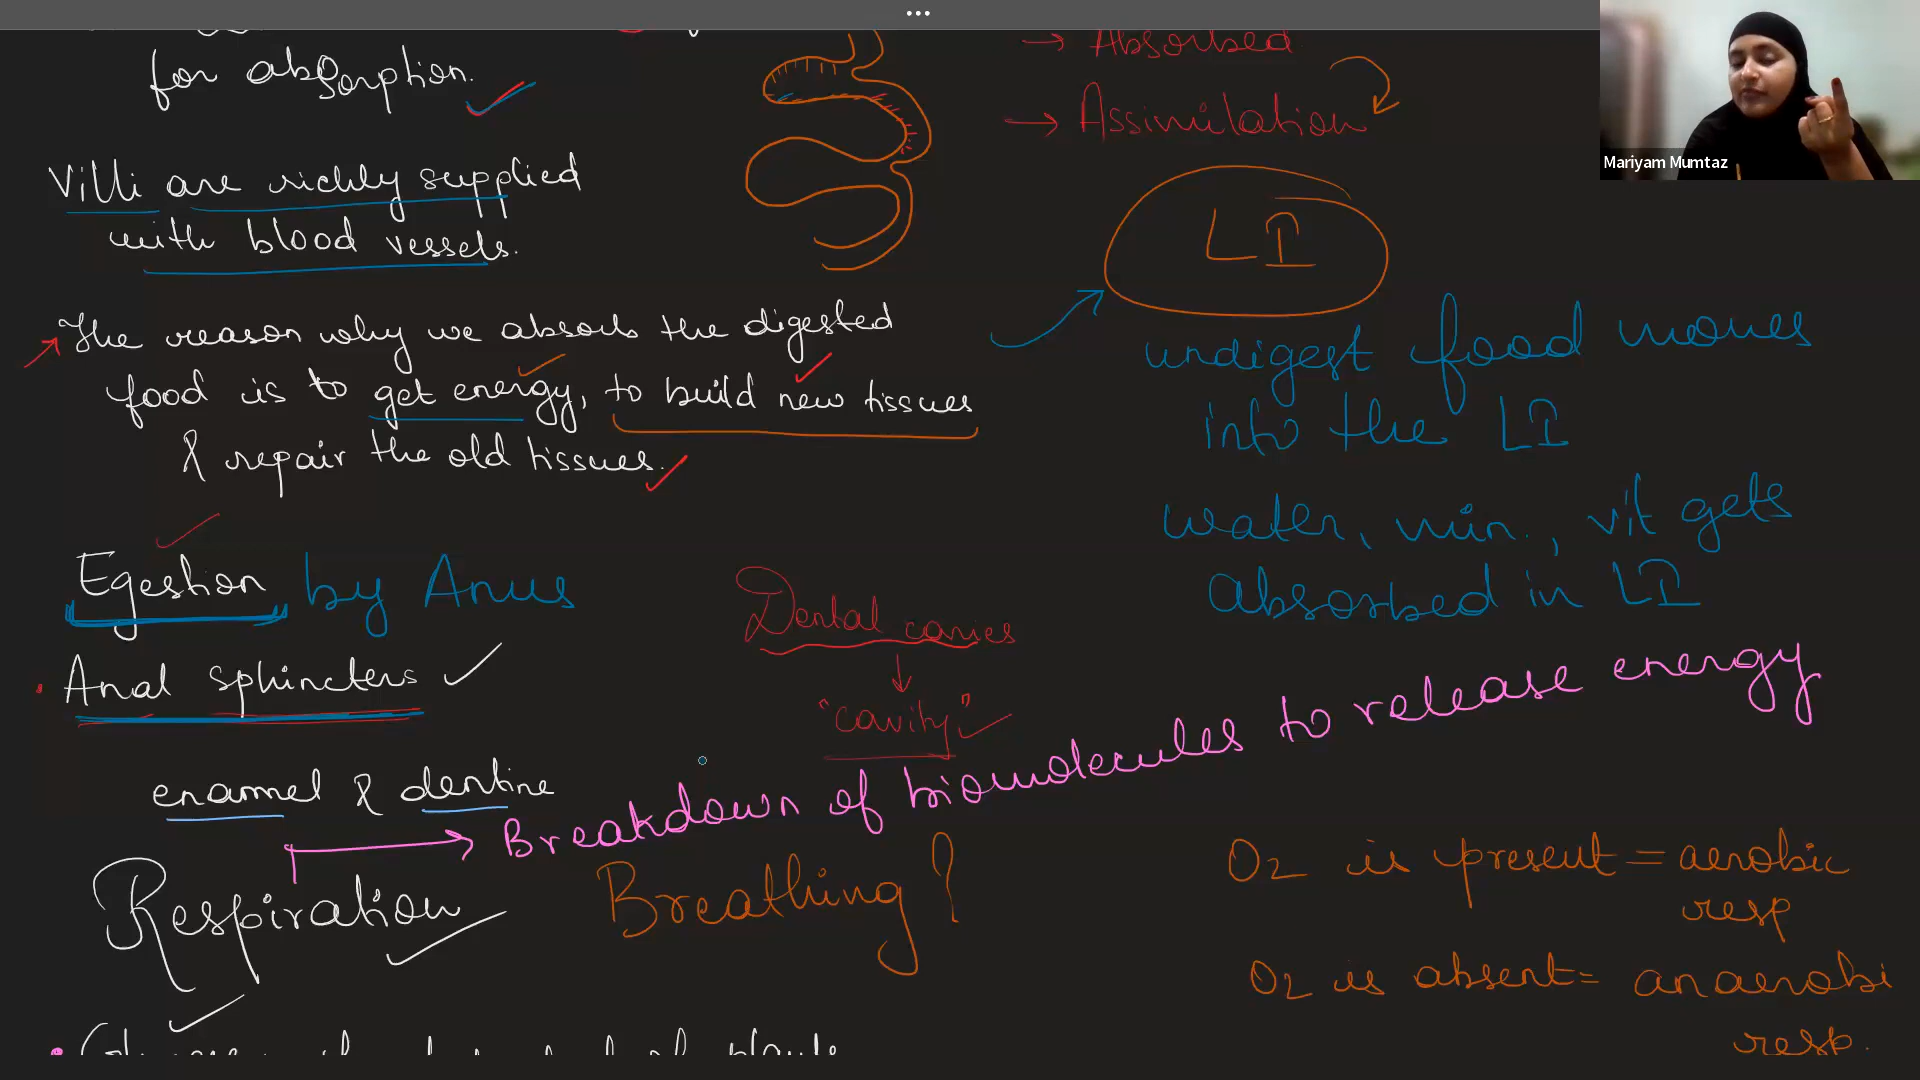 for absorption.
Villi are richly supplied
with blood vessels.
The reason why we absorb the digested
food is to get energy, to build new tissues
& repair the old tissues.
Egestion by Anus
Anal sphincters
enamel & dentine
Respiration
→ Absorbed
→ Assimilation
LI
undigest food moves
into the LI
water, min., vit gets
absorbed in LI
Dental caries
"cavity"
Breakdown of biomolecules to release energy
Breathing?
O2 is present = aerobic
resp
O2 is absent = anaerobi
resp.
Mariyam Mumtaz